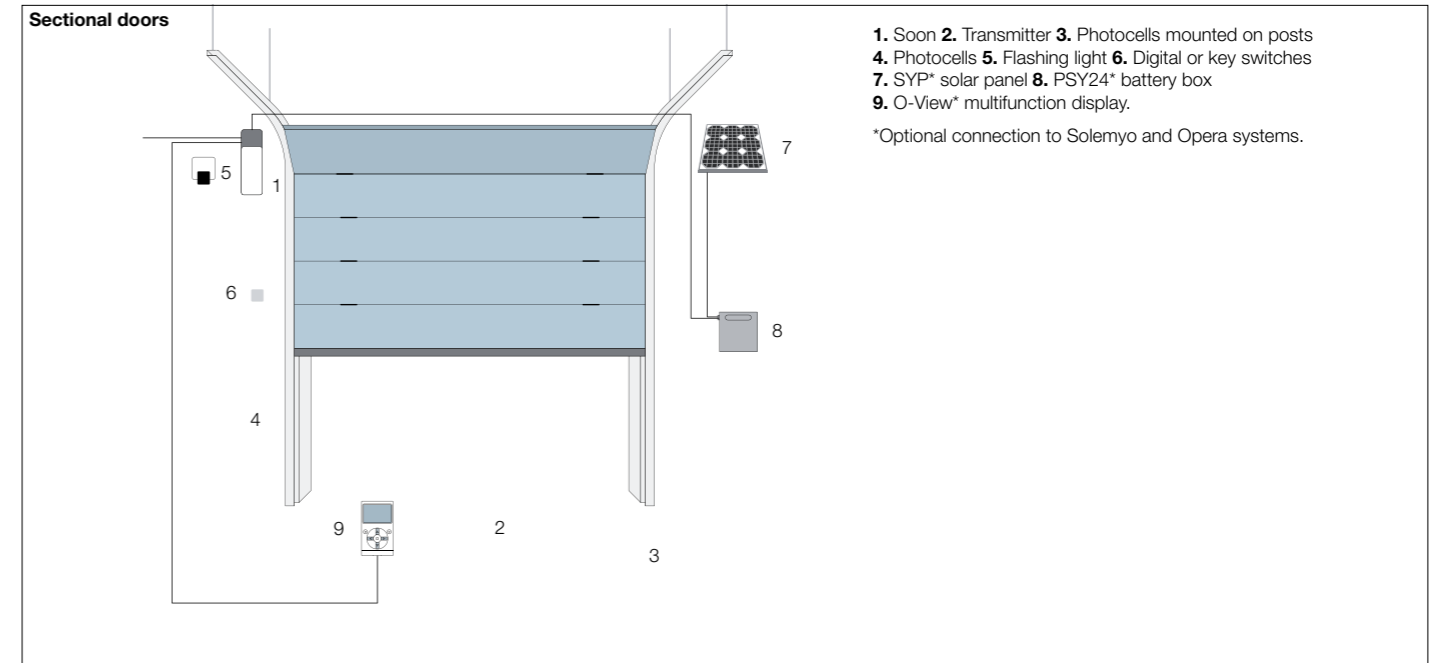 Sectional doors
1. Soon 2. Transmitter 3. Photocells mounted on posts
4. Photocells 5. Flashing light 6. Digital or key switches
7. SYP* solar panel 8. PSY24* battery box
9. O-View* multifunction display.
*Optional connection to Solemyo and Opera systems.
7
5
1
6
8
4
9
2
3